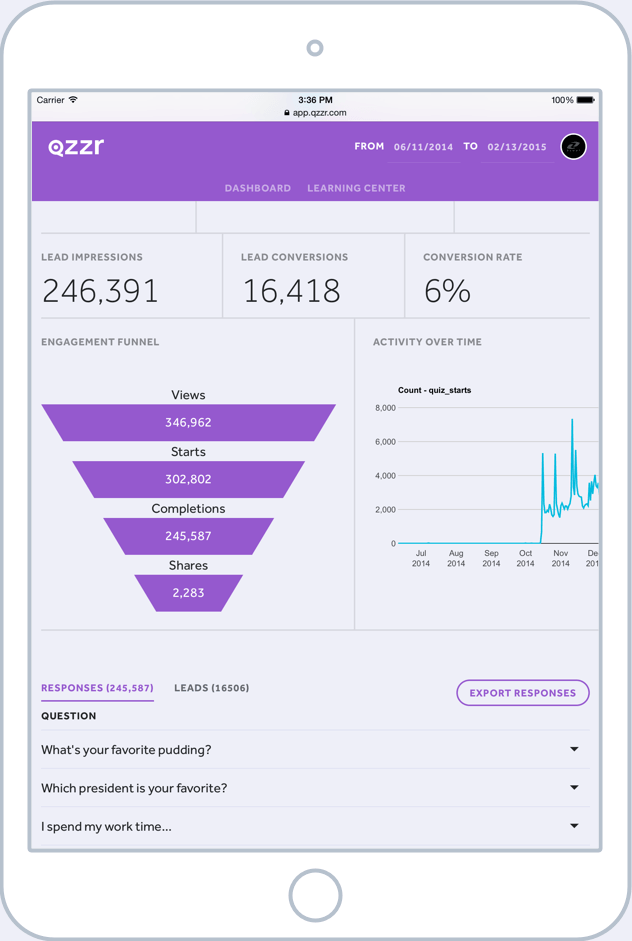 Carrier 3:36 PM 100%
app.qzzr.com
qzzr FROM 06/11/2014 TO 02/13/2015
DASHBOARD LEARNING CENTER
LEAD IMPRESSIONS LEAD CONVERSIONS CONVERSION RATE
246,391 16,418 6%
ENGAGEMENT FUNNEL ACTIVITY OVER TIME
Count - quiz_starts
Views
346,962
Starts
302,802
Completions
245,587
Shares
2,283
8,000
6,000
4,000
2,000
0
Jul Aug Sep Oct Nov De
2014 2014 2014 2014 2014 201
RESPONSES (245,587) LEADS (16506) EXPORT RESPONSES
QUESTION
What's your favorite pudding?
Which president is your favorite?
I spend my work time...